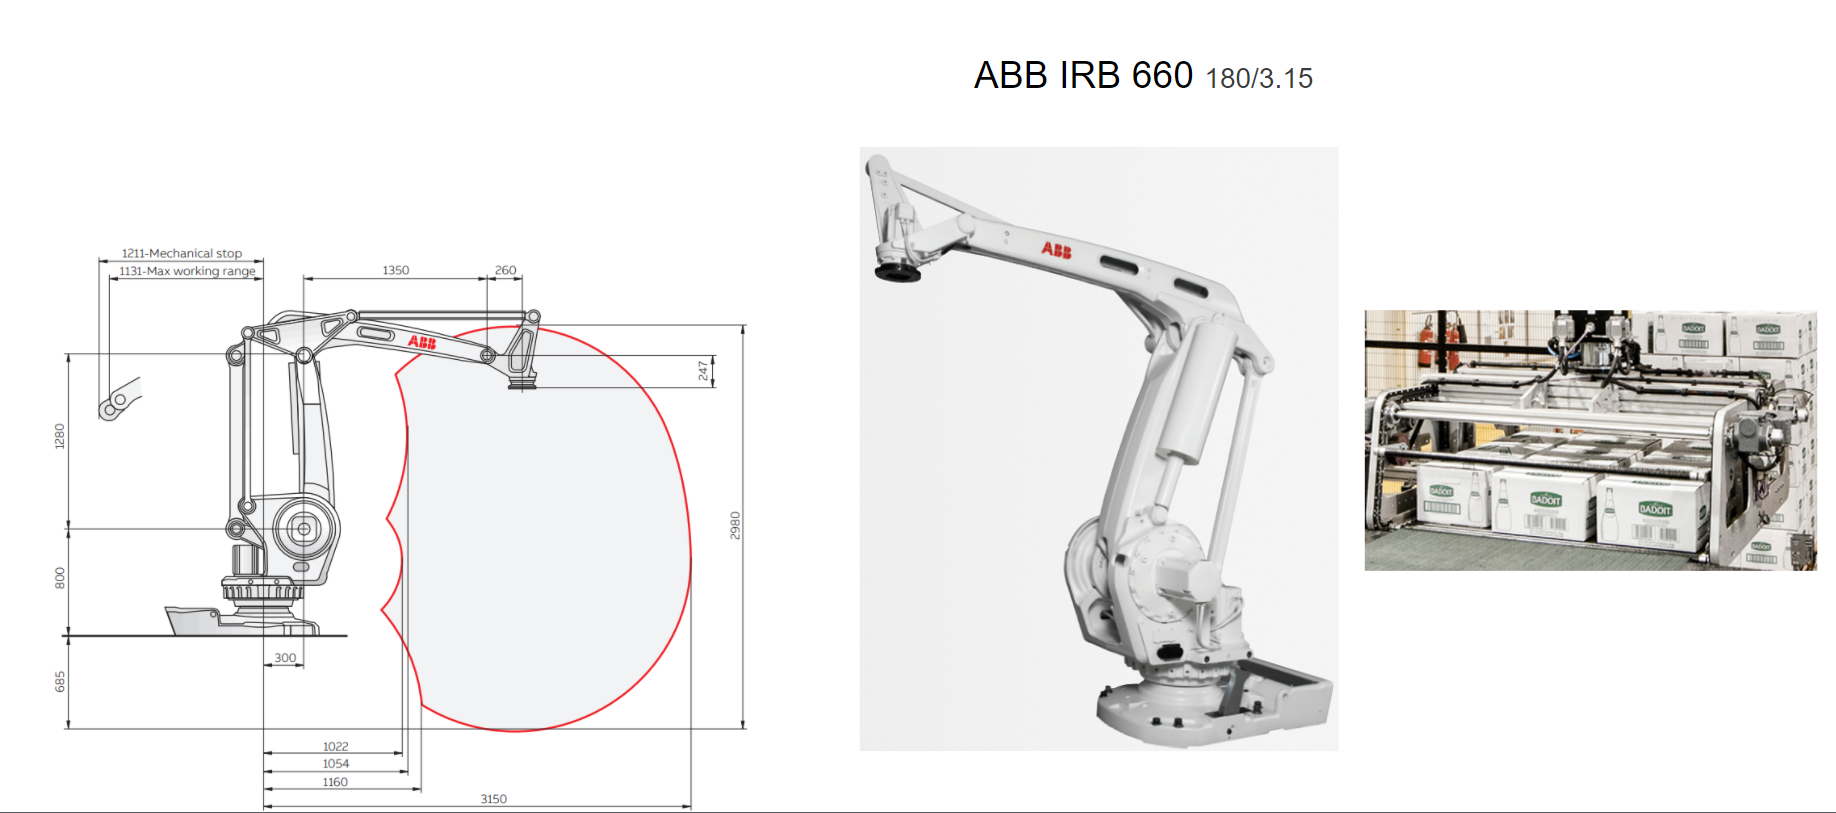 ABB IRB 660 180/3.15
1211-Mechanical stop
1131-Max working range
1350
260
ABB
247
1280
2980
800
300
685
1022
1054
1160
3150
ABB
BADOIT
BADOIT
BADOIT
BADOIT
BADOIT
BADOIT